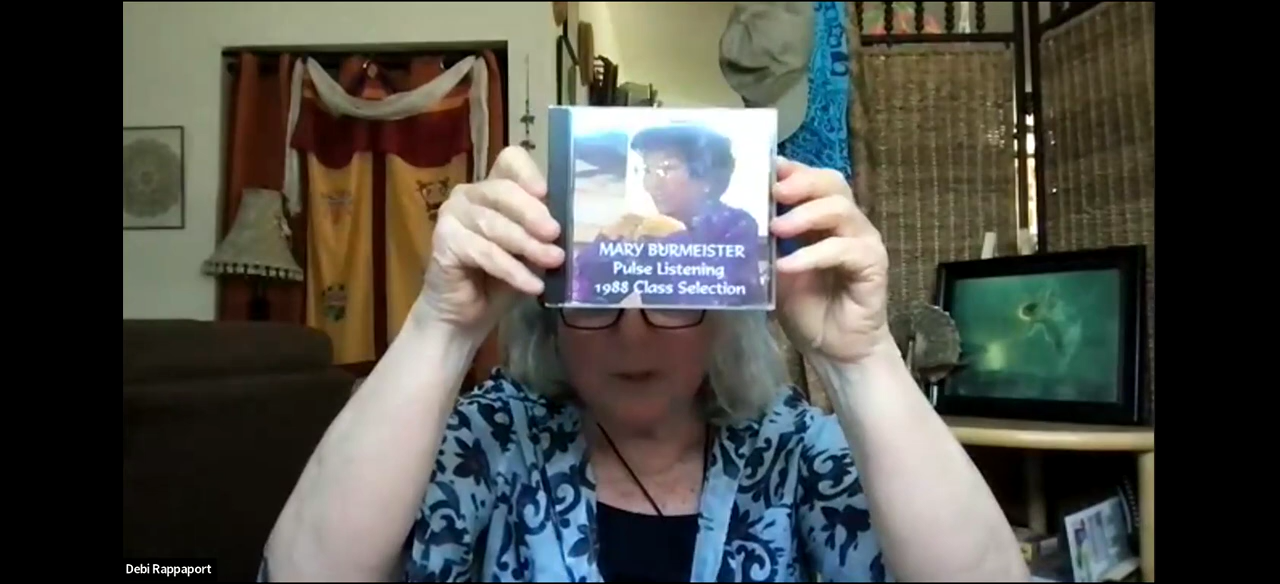 MARY BURMEISTER
Pulse Listening
1988 Class Selection
Debi Rappaport